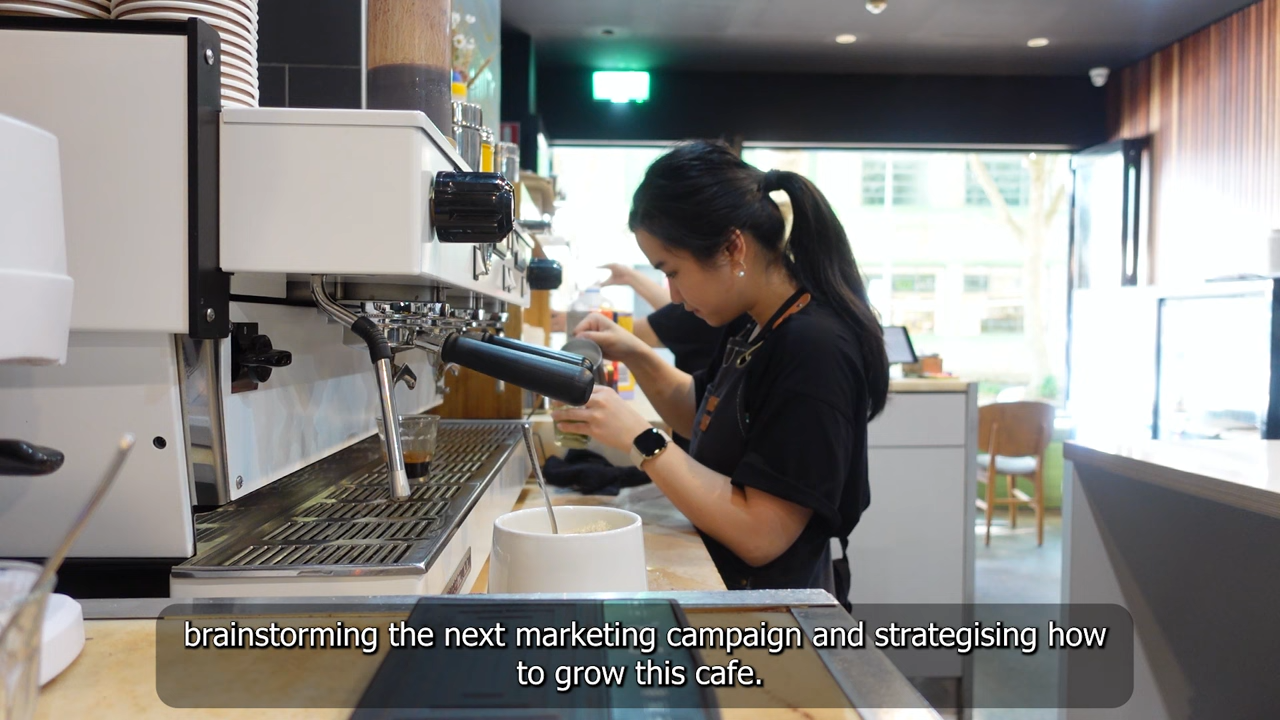 brainstorming the next marketing campaign and strategising how
to grow this cafe.